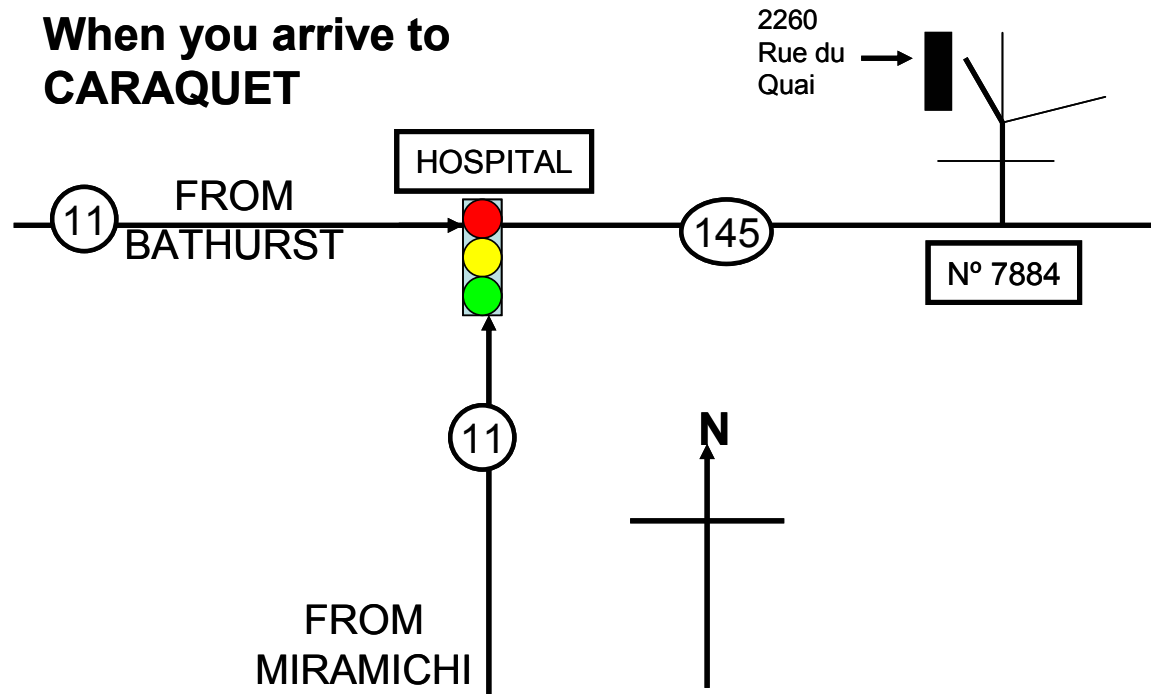 When you arrive to
CARAQUET
2260
Rue du
Quai
HOSPITAL
11
FROM
BATHURST
145
Nº 7884
11
N
FROM
MIRAMICHI